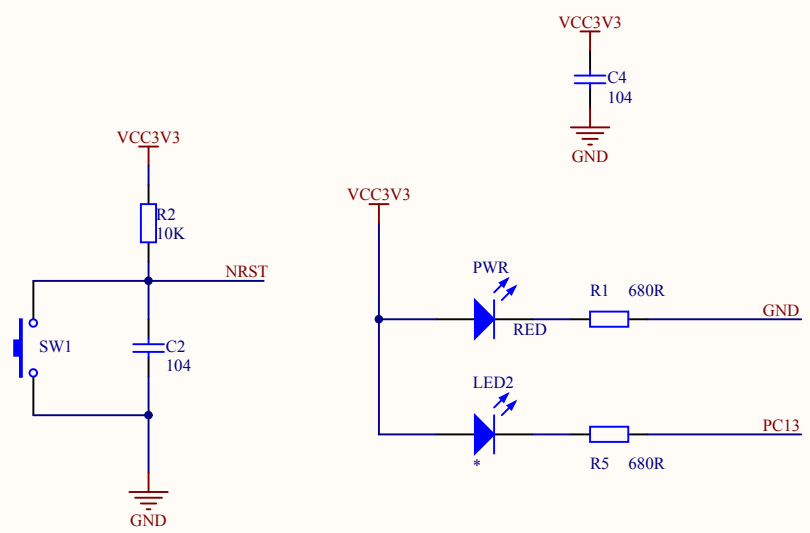 VCC3V3
C4
104
GND
VCC3V3
R2
10K
NRST
SW1
C2
104
GND
VCC3V3
PWR
RED
R1 680R
GND
LED2
*
R5 680R
PC13